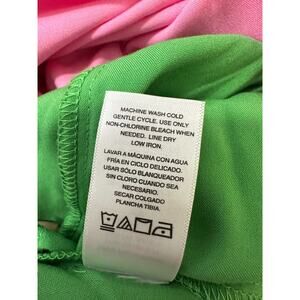 MACHINE WASH COLD
GENTLE CYCLE. USE ONLY
NON-CHLORINE BLEACH WHEN
NEEDED. LINE DRY
LOW IRON.
LAVAR A MÁQUINA CON AGUA
FRÍA EN CICLO DELICADO.
USAR SÓLO BLANQUEADOR
SIN CLORO CUANDO SEA
NECESARIO.
SECAR COLGADO
PLANCHA TIBIA.